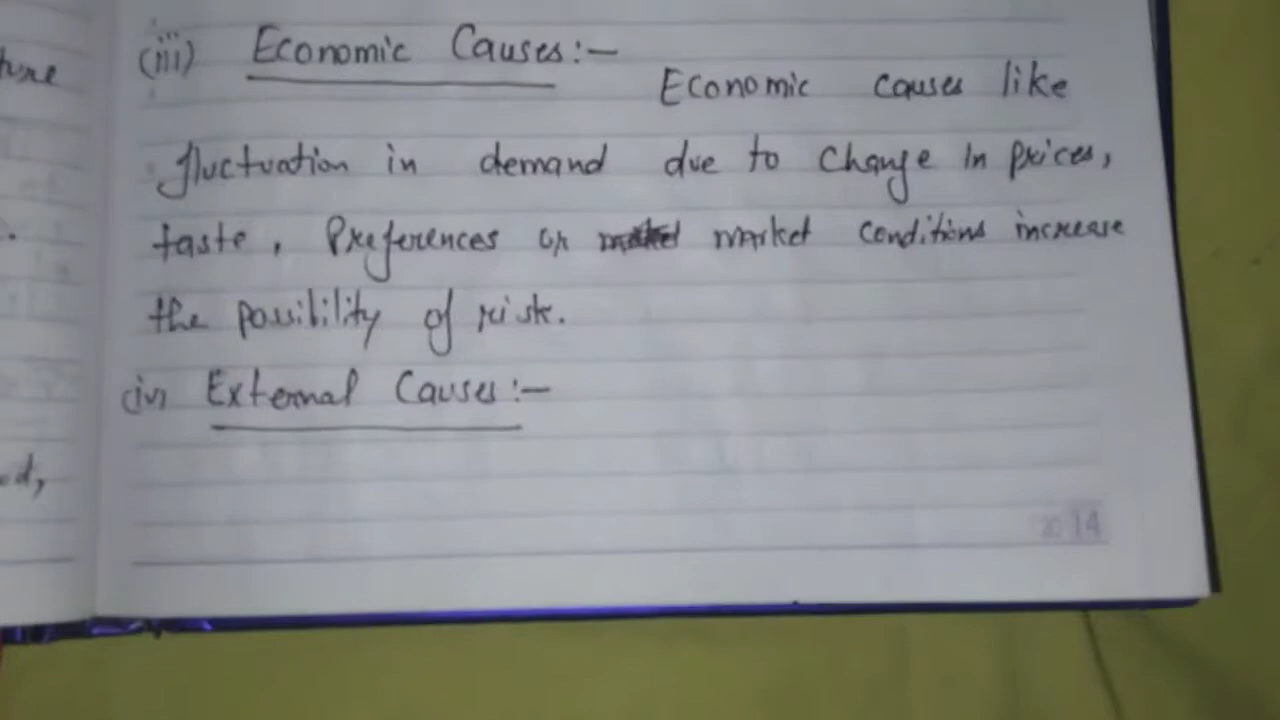 (iii) Economic Causes:-
Economic causes like
fluctuation in demand due to change in prices,
taste, Preferences or market conditions increase
the possibility of risk.
(iv) External Causes:-
2014